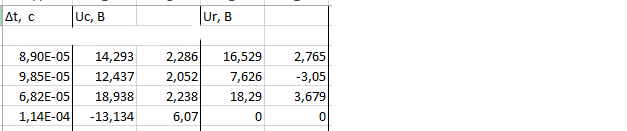 Δt, с Uc, В Ur, В
8,90E-05 14,293 2,286 16,529 2,765
9,85E-05 12,437 2,052 7,626 -3,05
6,82E-05 18,938 2,238 18,29 3,679
1,14E-04 -13,134 6,07 0 0